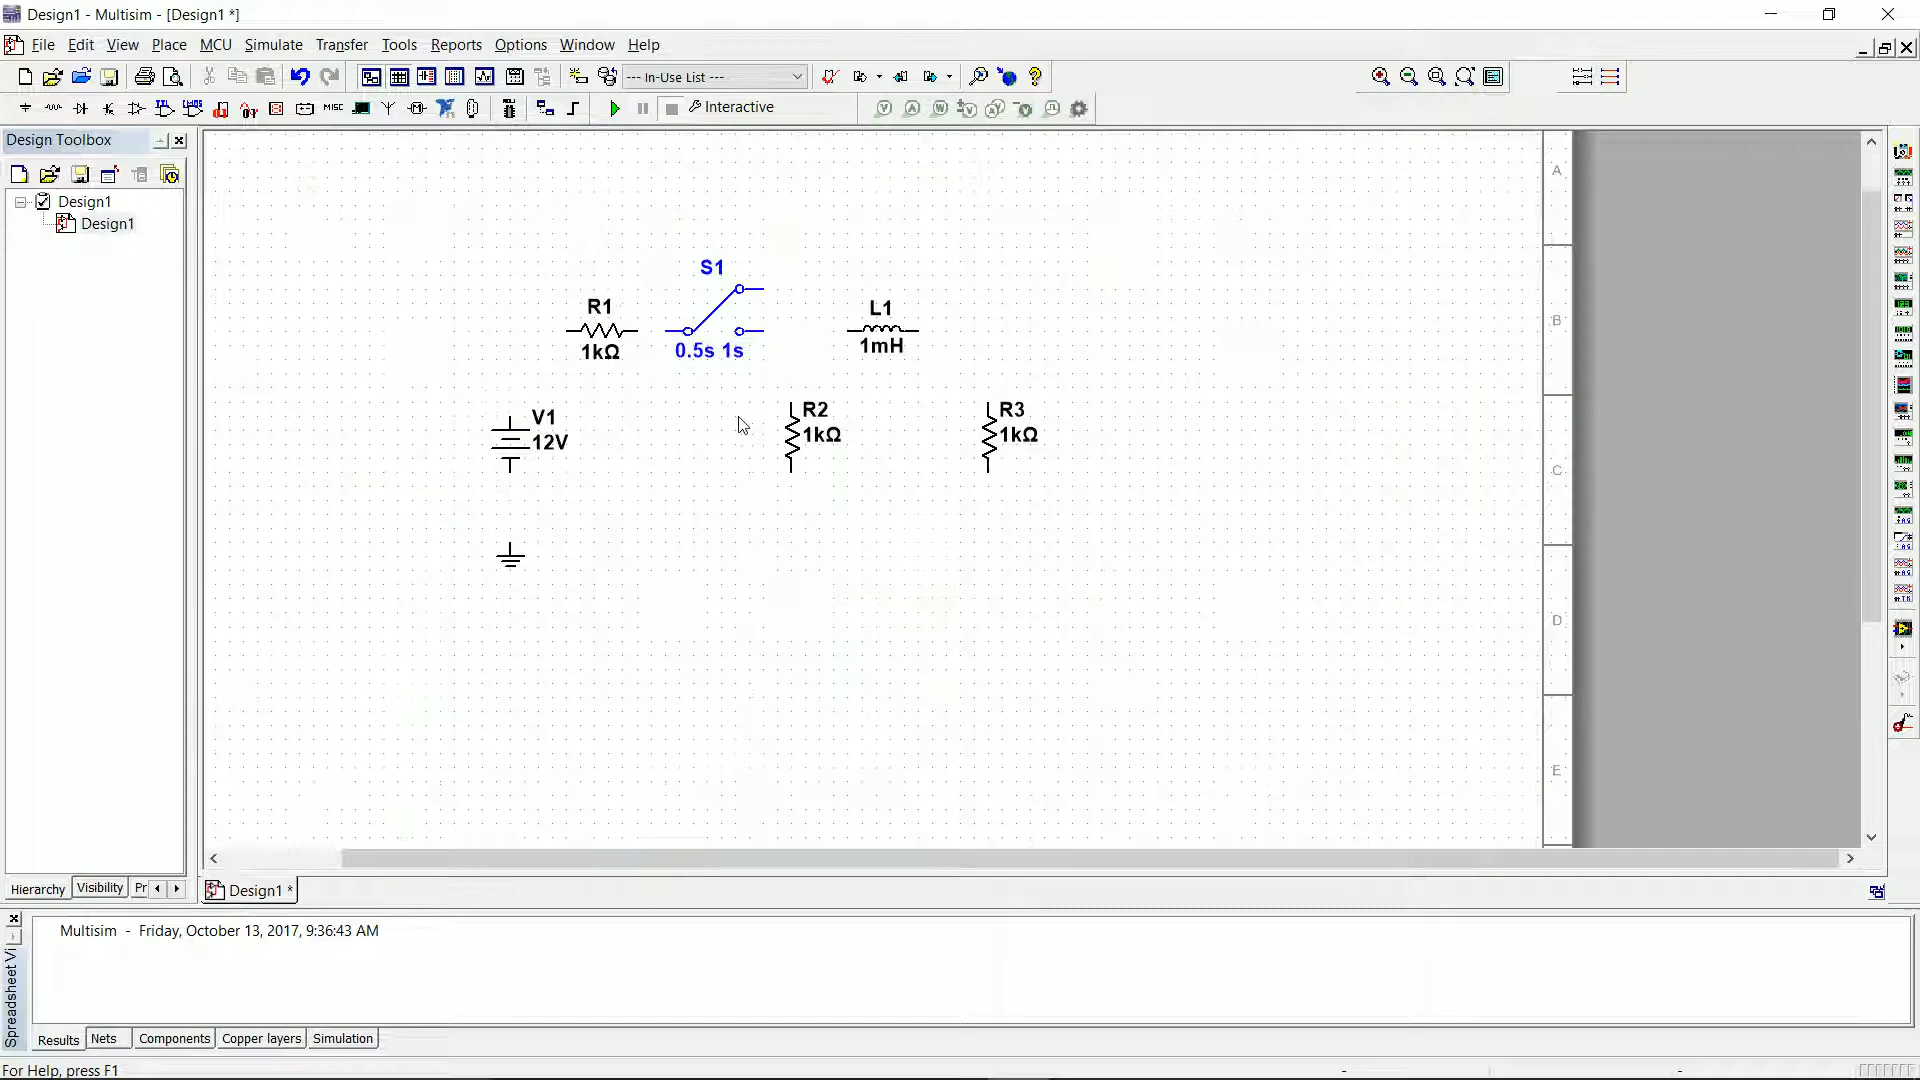 Design1 - Multisim - [Design1 *]
File Edit View Place MCU Simulate Transfer Tools Reports Options Window Help
--- In-Use List ---
MISC Interactive
Design Toolbox
Design1
Design1
A
B
C
D
E
S1
0.5s 1s
R1
1kΩ
L1
1mH
V1
12V
R2
1kΩ
R3
1kΩ
Hierarchy Visibility Pr
Design1 *
Multisim - Friday, October 13, 2017, 9:36:43 AM
Spreadsheet Vi
Results Nets Components Copper layers Simulation
For Help, press F1
- -